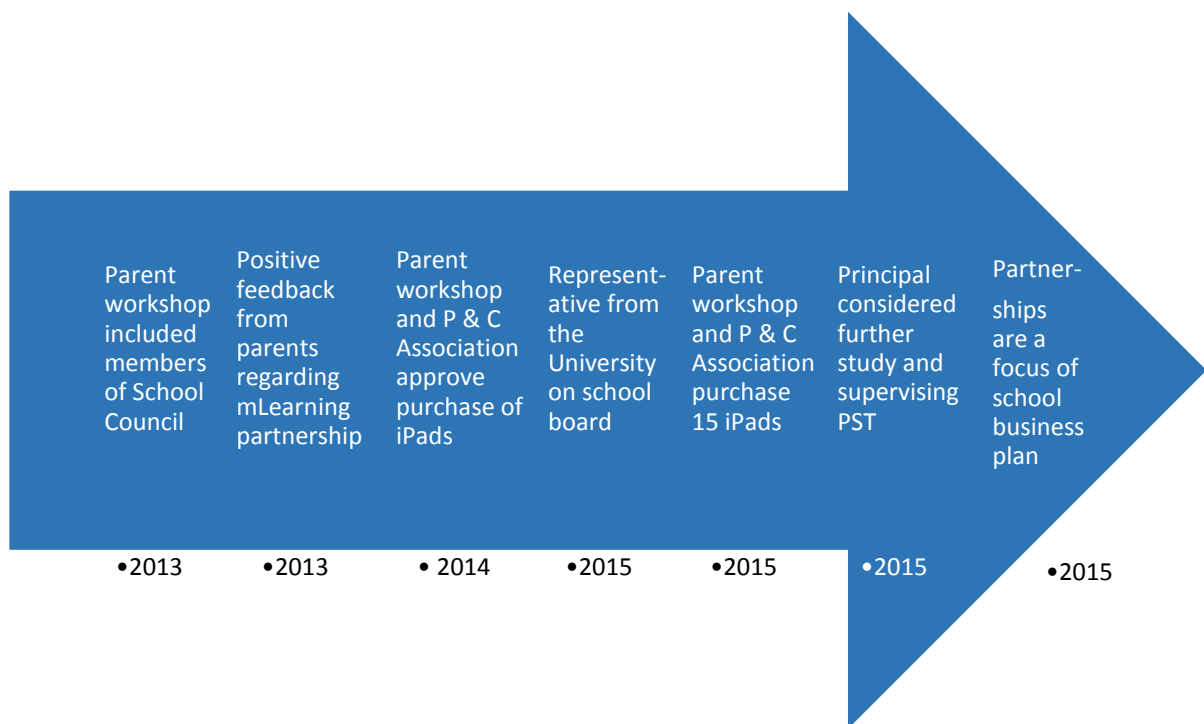 Parent
workshop
included
members
of School
Council
Positive
feedback
from
parents
regarding
mLearning
partnership
Parent
workshop
and P & C
Association
approve
purchase of
iPads
Represent-
ative from
the
University
on school
board
Parent
workshop
and P & C
Association
purchase
15 iPads
Principal
considered
further
study and
supervising
PST
Partner-
ships
are a
focus of
school
business
plan
•2013
•2013
• 2014
•2015
•2015
•2015
•2015